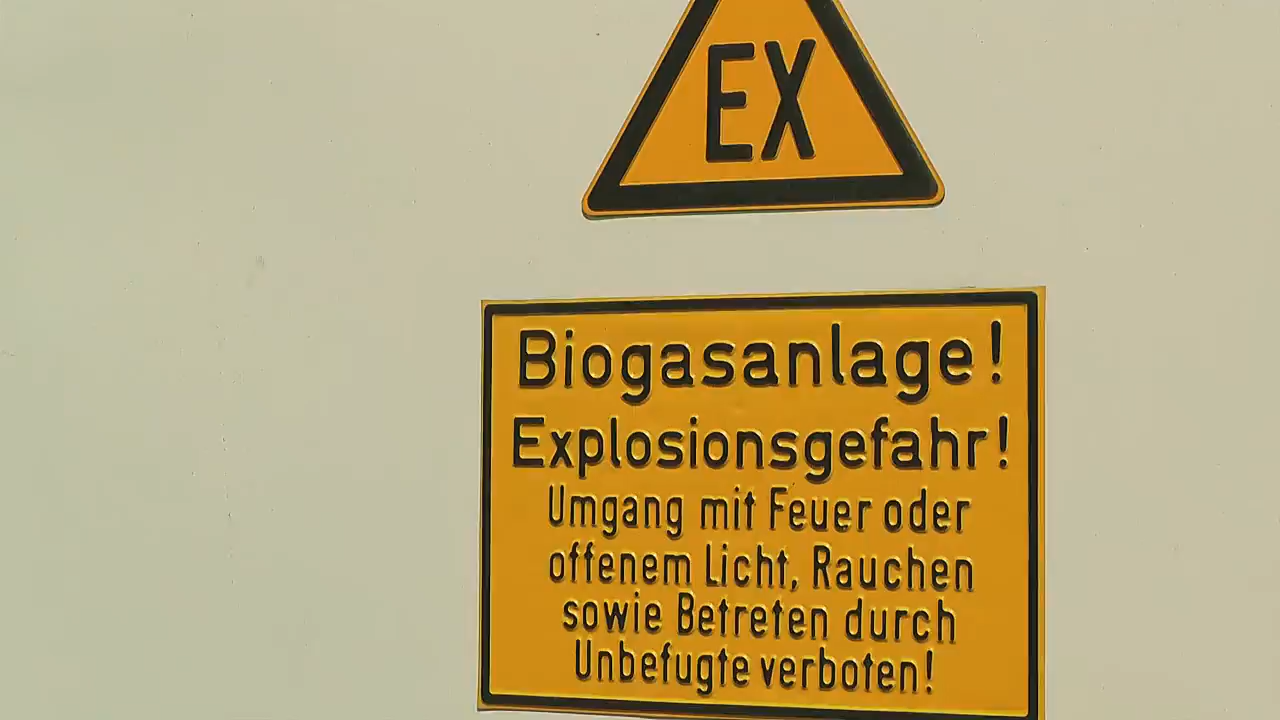 EX
Biogasanlage!
Explosionsgefahr!
Umgang mit Feuer oder
offenem Licht, Rauchen
sowie Betreten durch
Unbefugte verboten!